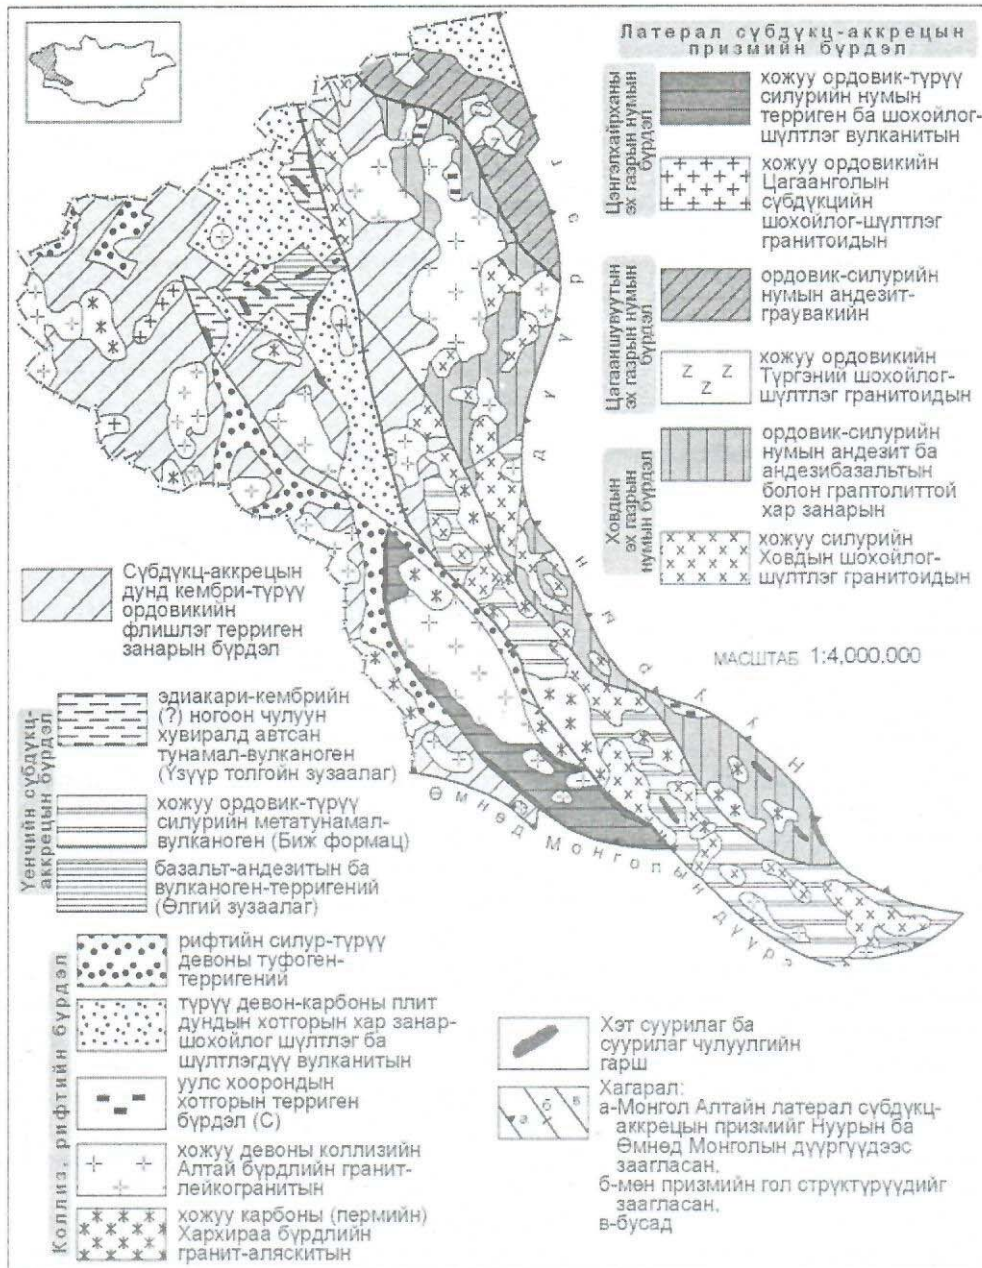 Латерал сүбдүкц-аккрецын
призмийн бүрдэл
Цэнгэлхайрханы
эх газрын нумын
бүрдэл
хожуу ордовик-түрүү
силурийн нумын
терриген ба шохойлог-
шүлтлэг вулканитын
хожуу ордовикийн
Цагаанголын
сүбдүкцийн
шохойлог-шүлтлэг
гранитоидын
Цагааншувуутын
эх газрын нумын
бүрдэл
ордовик-силурийн
нумын андезит-
граувакийн
хожуу ордовикийн
Түргэний шохойлог-
шүлтлэг гранитоидын
Ховдын
эх газрын
нумын бүрдэл
ордовик-силурийн
нумын андезит ба
андезибазальтын
болон граптолиттой
хар занарын
хожуу силурийн
Ховдын шохойлог-
шүлтлэг гранитоидын
МАСШТАБ 1:4,000.000
Сүбдүкц-аккрецын
дунд кембри-түрүү
ордовикийн
флишлэг терриген
занарын бүрдэл
Үенчийн сүбдүкц-
аккрецын бүрдэл
эдиакари-кембрийн
(?) ногоон чулуун
хувиралд автсан
тунамал-вулканоген
(Үзүүр толгойн зузаалаг)
хожуу ордовик-түрүү
силурийн метатунамал-
вулканоген (Биж формац)
базальт-андезитын ба
вулканоген-терригений
(Өлгий зузаалаг)
Коллиз, рифтийн бүрдэл
рифтийн силур-түрүү
девоны туфоген-
терригений
түрүү девон-карбоны плит
дундын хотгорын хар занар-
шохойлог шүлтлэг ба
шүлтлэгдүү вулканитын
уулс хоорондын
хотгорын терриген
бүрдэл (С)
хожуу девоны коллизийн
Алтай бүрдлийн гранит-
лейкогранитын
хожуу карбоны (пермийн)
Хархираа бүрдлийн
гранит-аляскитын
Өмнөд Монголын дүүрэг
Хэт суурилаг ба
суурилаг чулуулгийн
гарш
а б в
Хагарал:
а-Монгол Алтайн латерал сүбдүкц-
аккрецын призмийг Нуурын ба
Өмнөд Монголын дүүргүүдээс
заагласан,
б-мөн призмийн гол структүрүүдийг
заагласан,
в-бусад